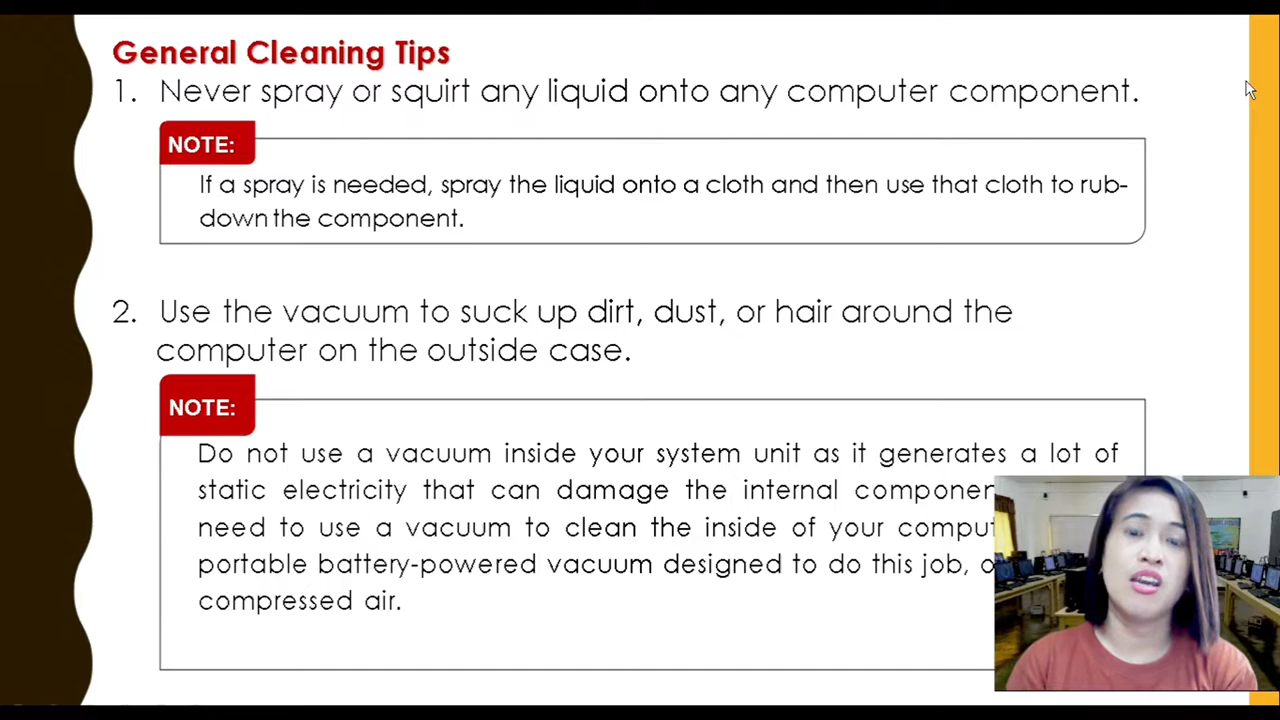 General Cleaning Tips
1. Never spray or squirt any liquid onto any computer component.
NOTE:
If a spray is needed, spray the liquid onto a cloth and then use that cloth to rub-
down the component.
2. Use the vacuum to suck up dirt, dust, or hair around the
computer on the outside case.
NOTE:
Do not use a vacuum inside your system unit as it generates a lot of
static electricity that can damage the internal
need to use a vacuum to clean the inside of your
portable battery-powered vacuum designed to do this job,
compressed air.